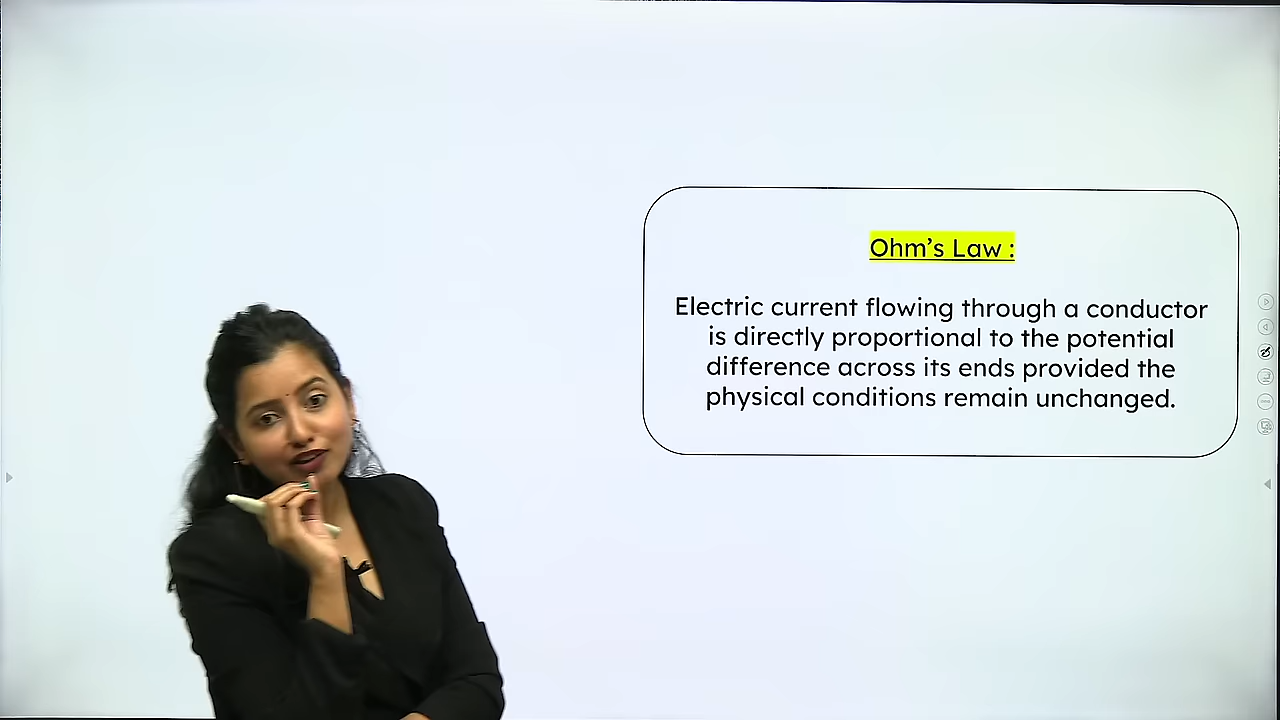 Ohm’s Law :
Electric current flowing through a conductor
is directly proportional to the potential
difference across its ends provided the
physical conditions remain unchanged.